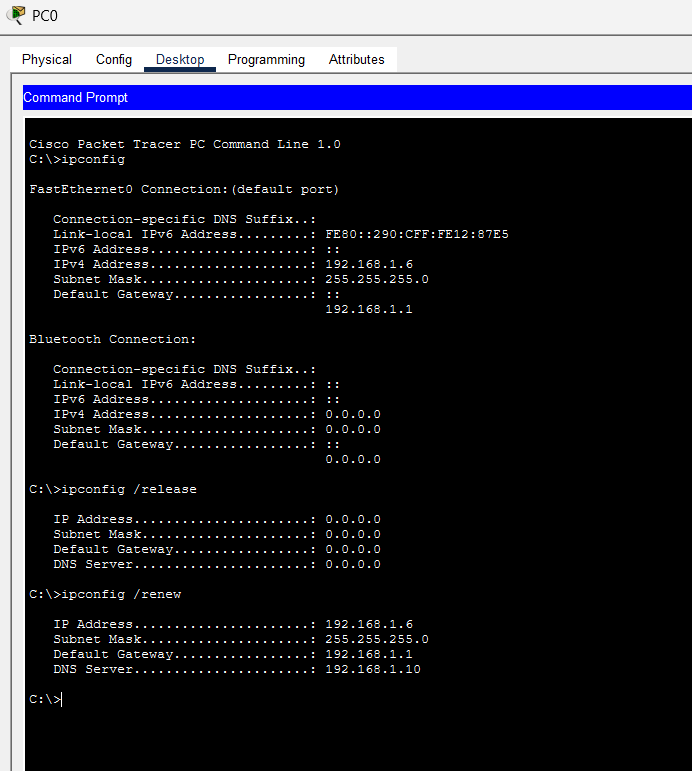 PC0
Physical Config Desktop Programming Attributes
Command Prompt
Cisco Packet Tracer PC Command Line 1.0
C:\>ipconfig
FastEthernet0 Connection:(default port)
Connection-specific DNS Suffix..:
Link-local IPv6 Address.........: FE80::290:CFF:FE12:87E5
IPv6 Address....................: ::
IPv4 Address....................: 192.168.1.6
Subnet Mask.....................: 255.255.255.0
Default Gateway.................: ::
192.168.1.1
Bluetooth Connection:
Connection-specific DNS Suffix..:
Link-local IPv6 Address.........: ::
IPv6 Address....................: ::
IPv4 Address....................: 0.0.0.0
Subnet Mask.....................: 0.0.0.0
Default Gateway.................: ::
0.0.0.0
C:\>ipconfig /release
IP Address......................: 0.0.0.0
Subnet Mask.....................: 0.0.0.0
Default Gateway.................: 0.0.0.0
DNS Server......................: 0.0.0.0
C:\>ipconfig /renew
IP Address......................: 192.168.1.6
Subnet Mask.....................: 255.255.255.0
Default Gateway.................: 192.168.1.1
DNS Server......................: 192.168.1.10
C:\>